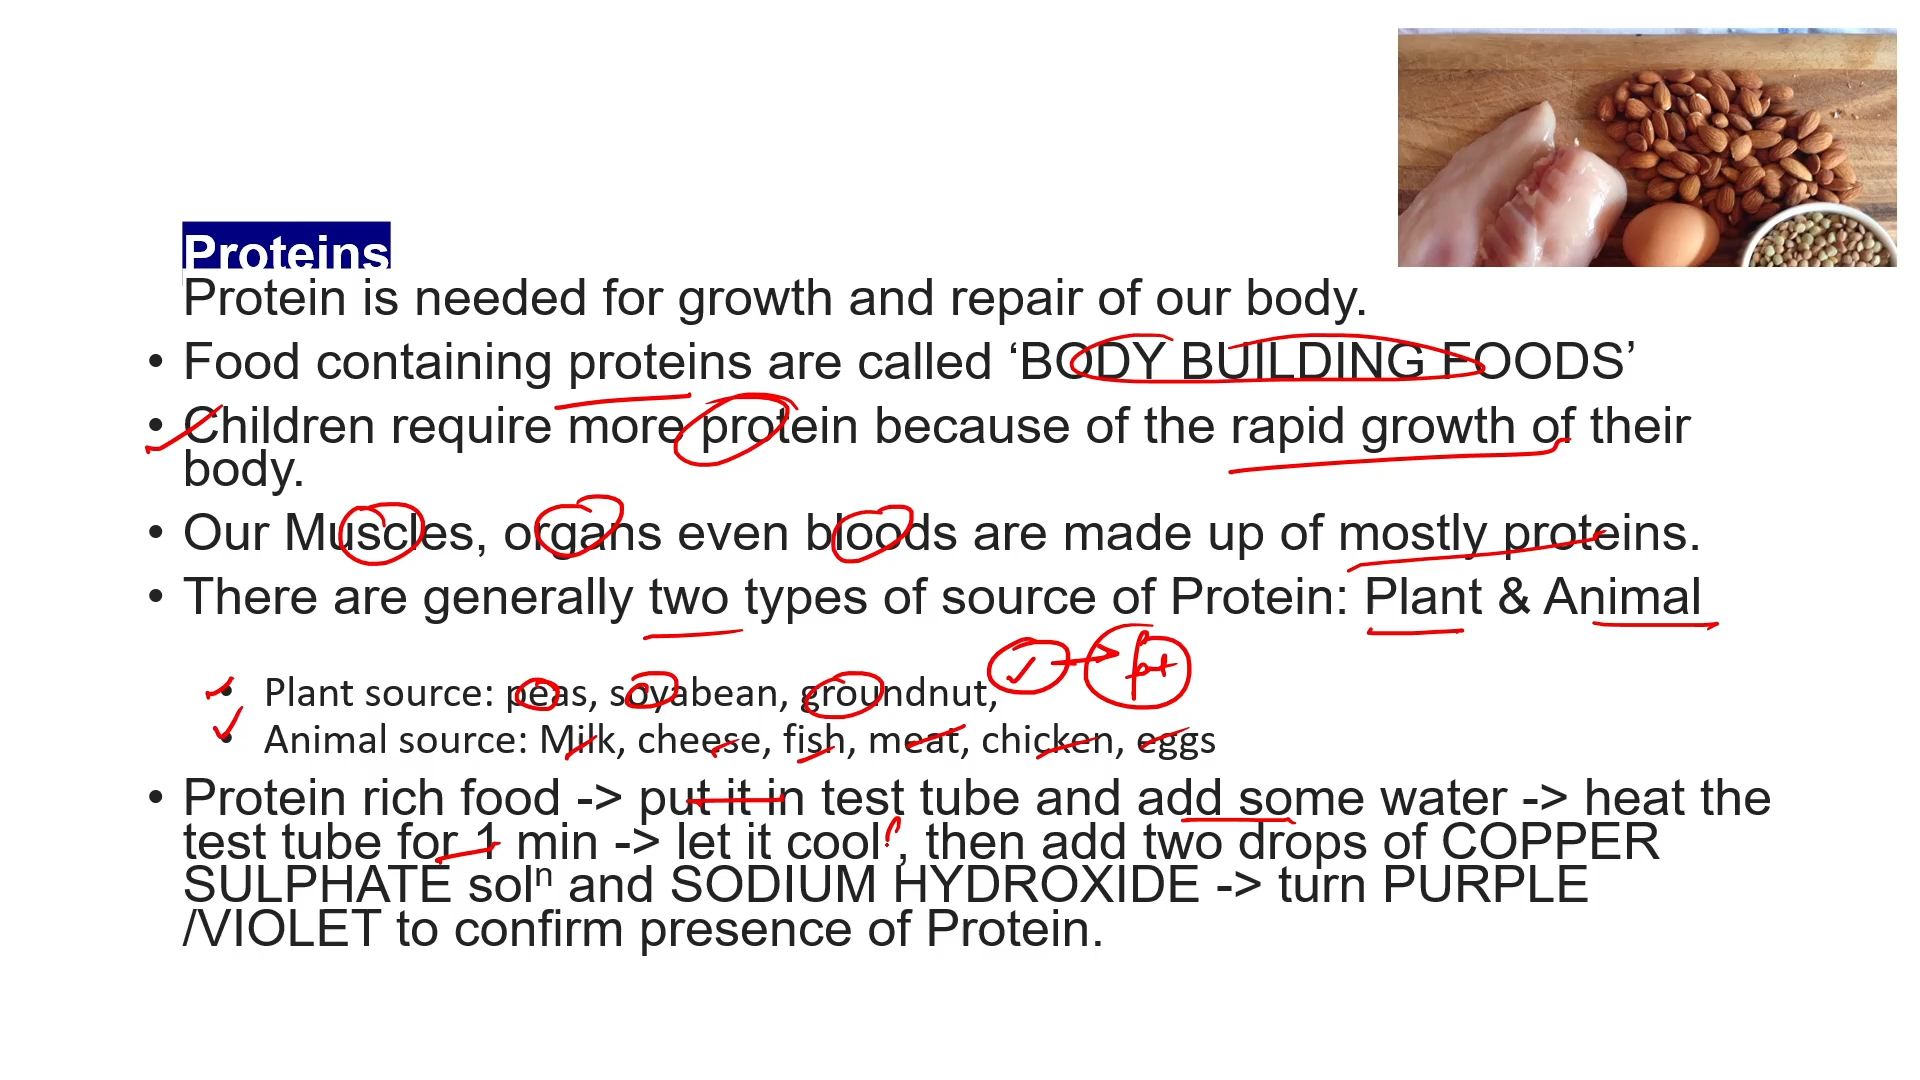 Proteins
Protein is needed for growth and repair of our body.
• Food containing proteins are called ‘BODY BUILDING FOODS’
• Children require more protein because of the rapid growth of their
body.
• Our Muscles, organs even bloods are made up of mostly proteins.
• There are generally two types of source of Protein: Plant & Animal
• Plant source: peas, soyabean, groundnut,
• Animal source: Milk, cheese, fish, meat, chicken, eggs
• Protein rich food -> put it in test tube and add some water -> heat the
test tube for 1 min -> let it cool , then add two drops of COPPER
SULPHATE solⁿ and SODIUM HYDROXIDE -> turn PURPLE
/VIOLET to confirm presence of Protein.